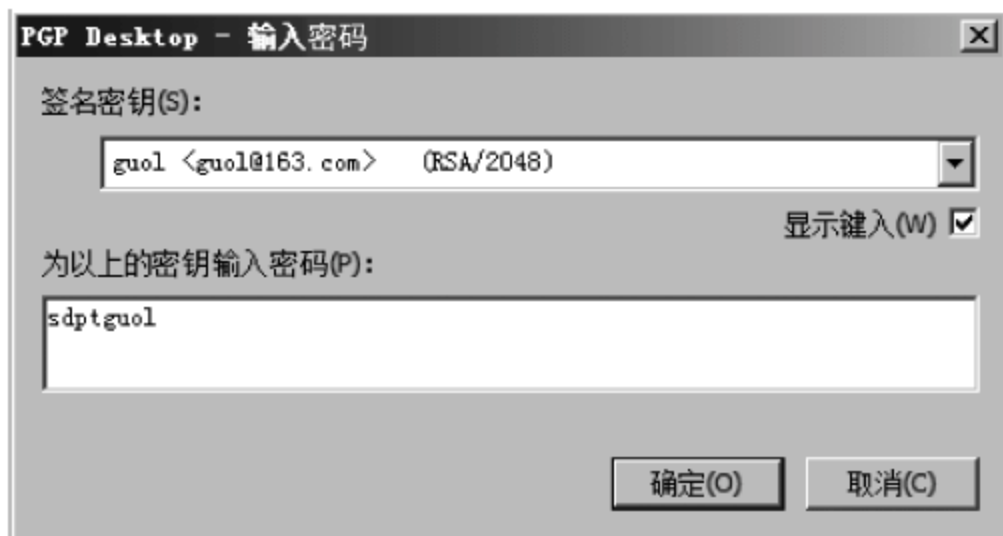 PGP Desktop - 输入密码
签名密钥(S):
guol <guol@163.com> (RSA/2048)
显示键入(W)
为以上的密钥输入密码(P):
sdptguol
确定(O) 取消(C)